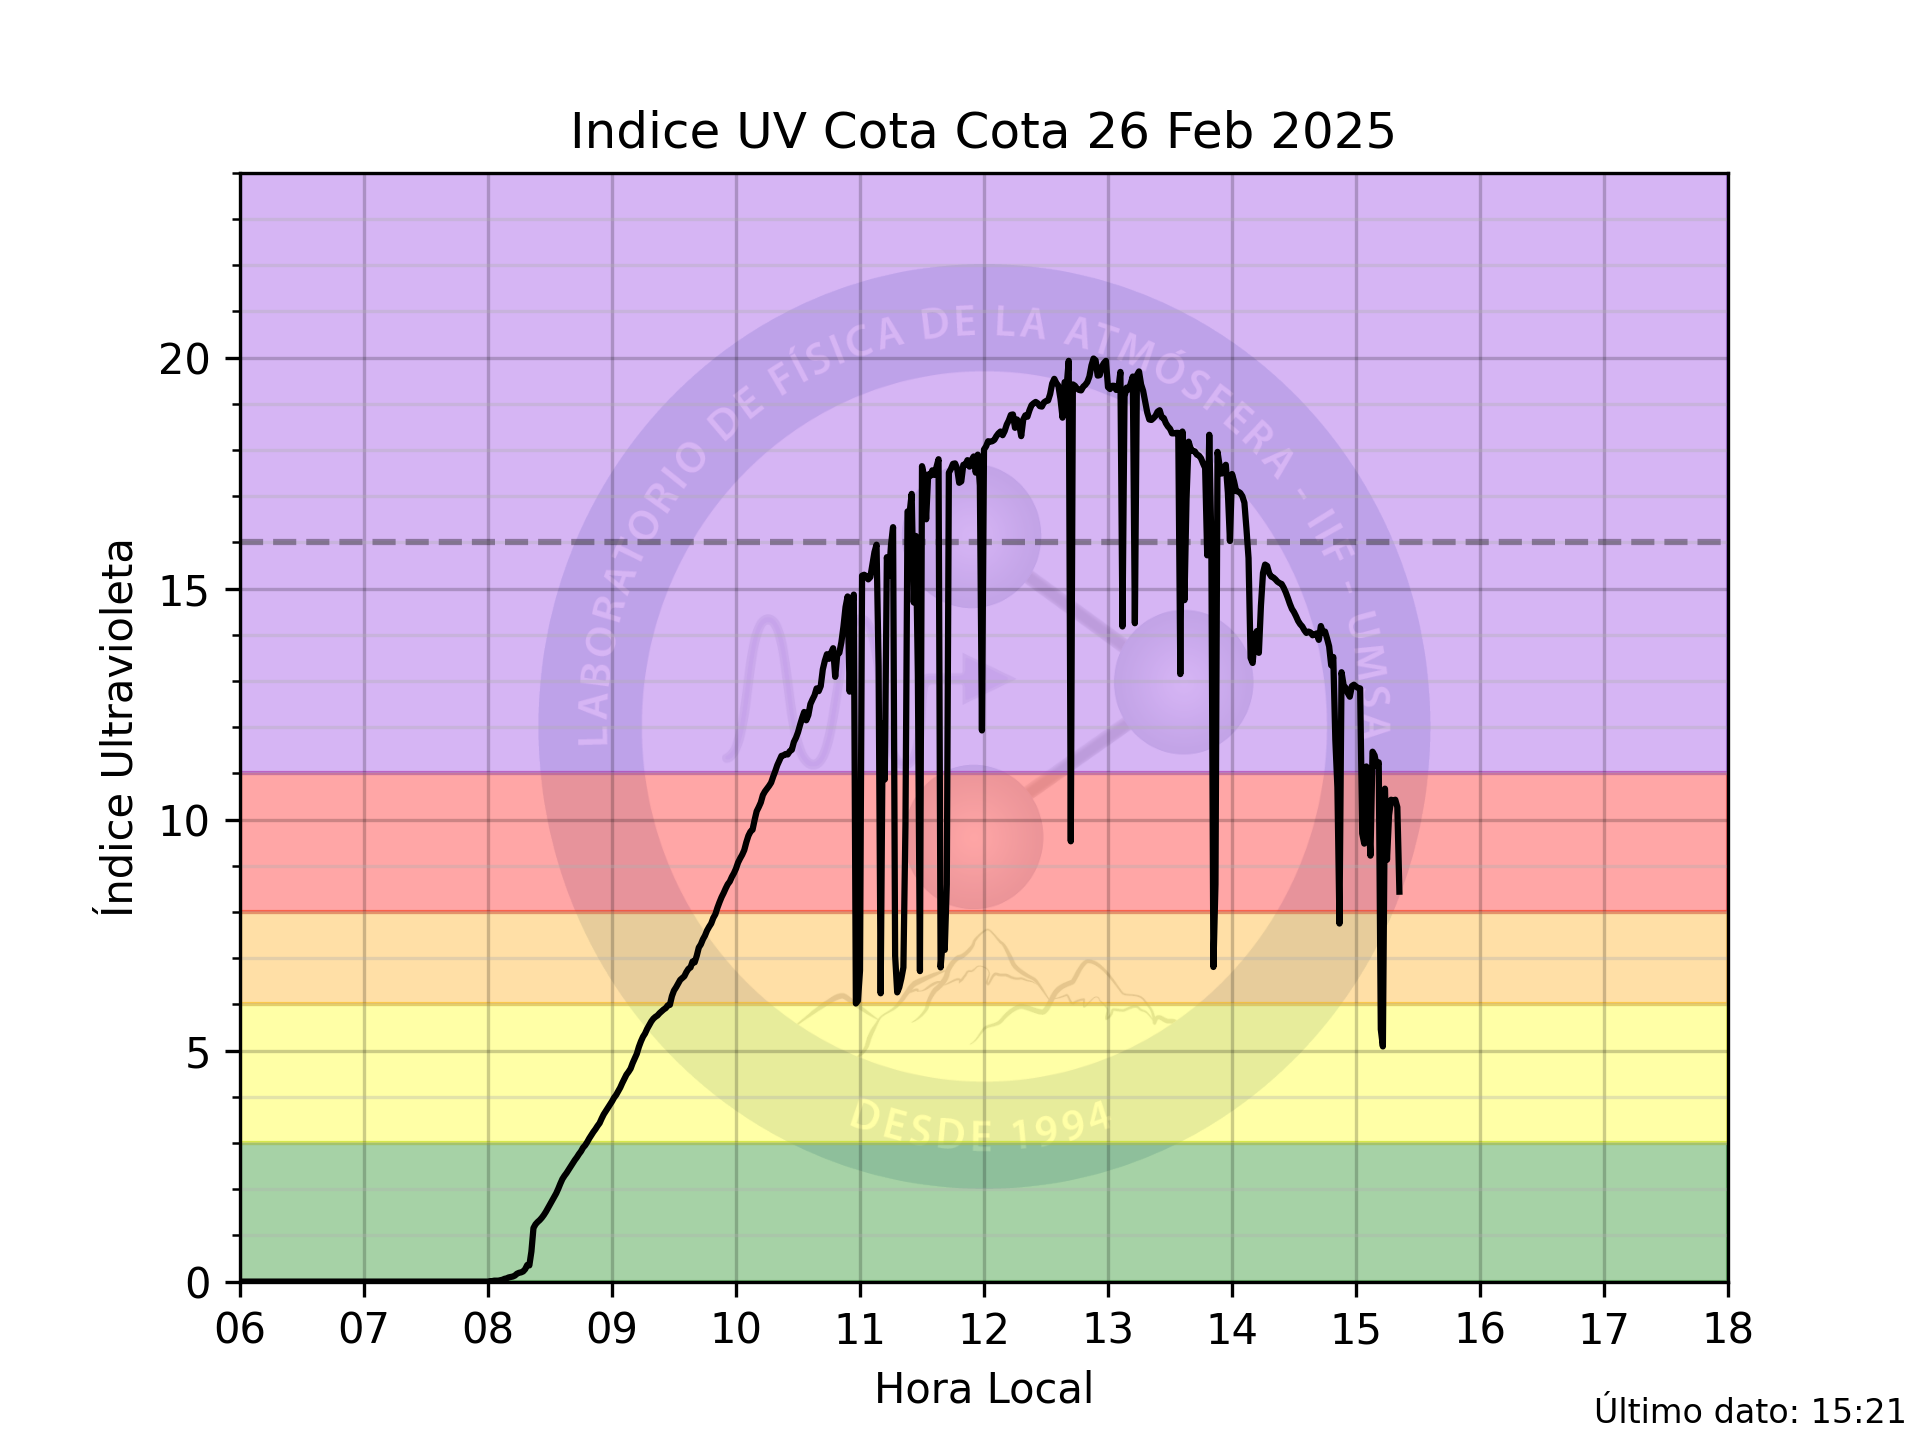 Indice UV Cota Cota 26 Feb 2025
LABORATORIO DE FÍSICA DE LA ATMÓSFERA - IIF - UMSA
DESDE 1994
Índice Ultravioleta
20
15
10
5
0
06 07 08 09 10 11 12 13 14 15 16 17 18
Hora Local
Último dato: 15:21